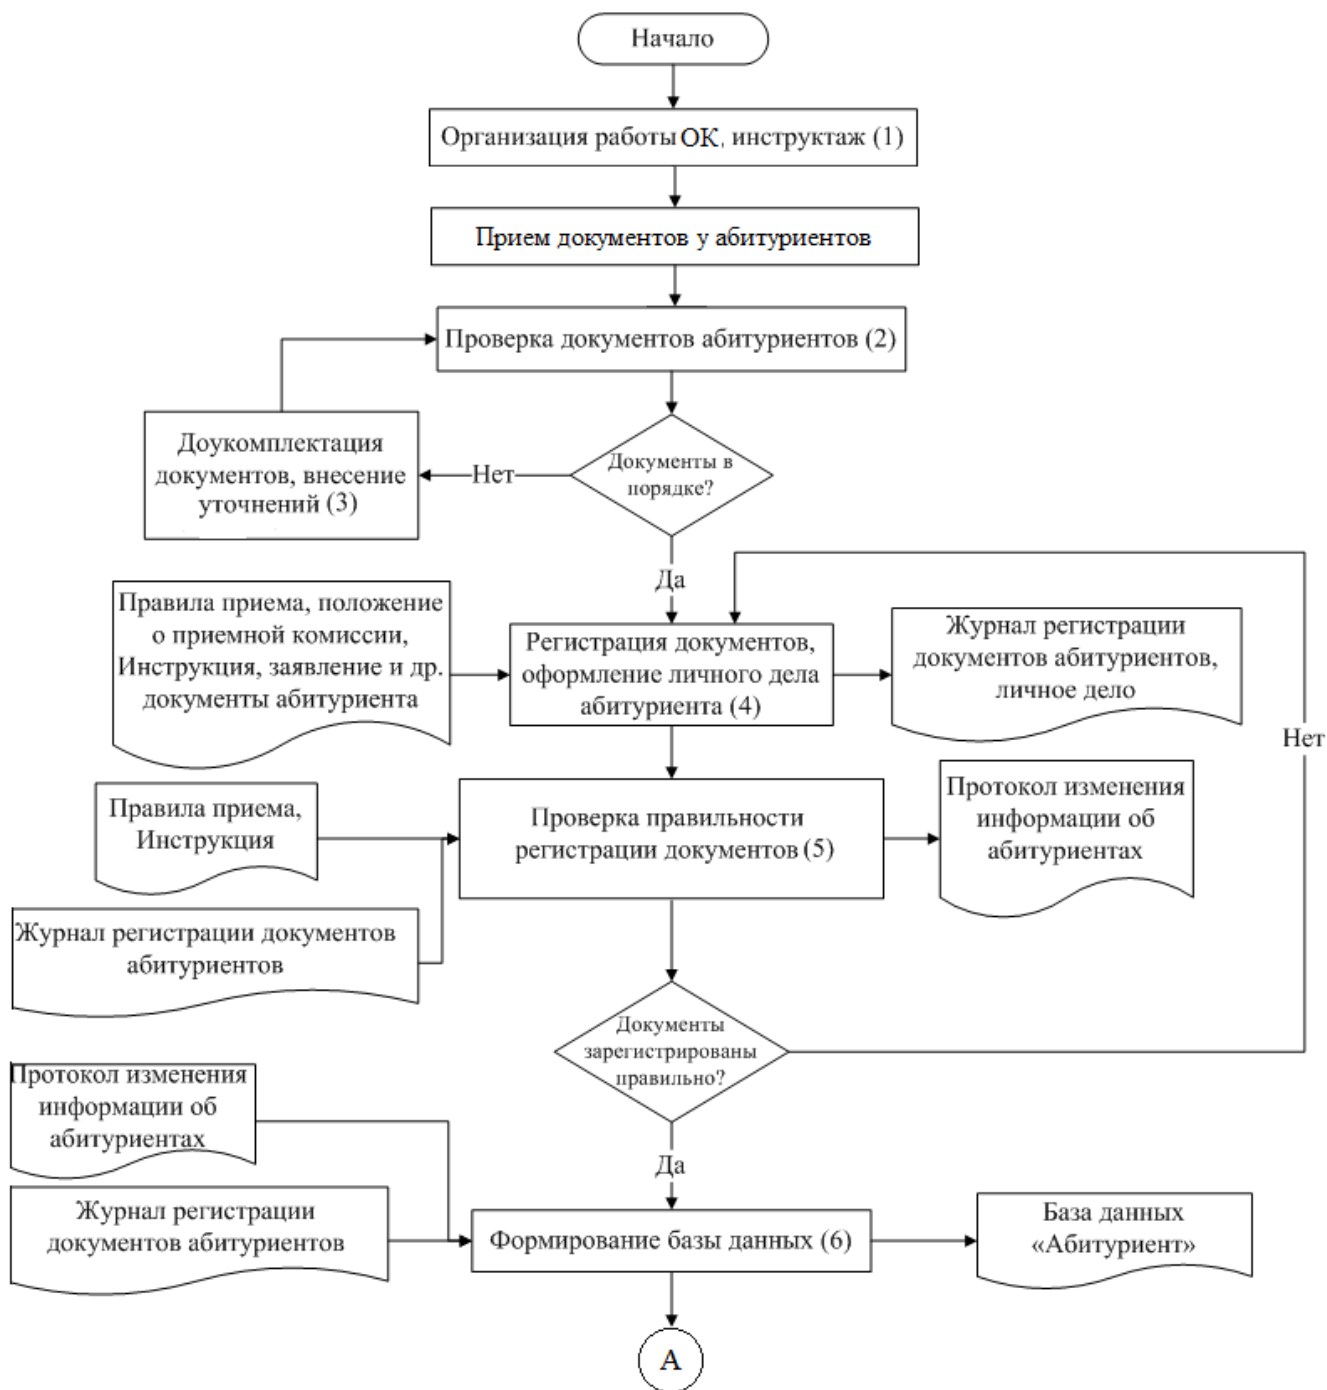 Начало
Организация работы ОК, инструктаж (1)
Прием документов у абитуриентов
Проверка документов абитуриентов (2)
Доукомплектация
документов, внесение
уточнений (3)
Нет
Документы в
порядке?
Да
Правила приема, положение
о приемной комиссии,
Инструкция, заявление и др.
документы абитуриента
Регистрация документов,
оформление личного дела
абитуриента (4)
Журнал регистрации
документов абитуриентов,
личное дело
Нет
Правила приема,
Инструкция
Проверка правильности
регистрации документов (5)
Протокол изменения
информации об
абитуриентах
Журнал регистрации документов
абитуриентов
Документы
зарегистрированы
правильно?
Протокол изменения
информации об
абитуриентах
Да
Журнал регистрации
документов абитуриентов
Формирование базы данных (6)
База данных
«Абитуриент»
А